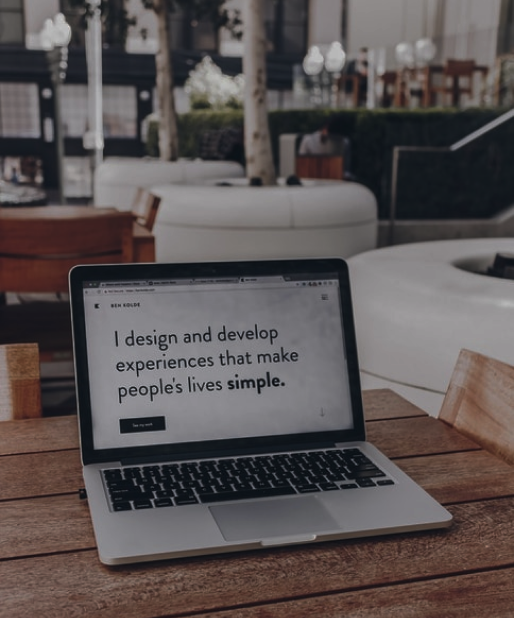 BEN KOLDE
I design and develop
experiences that make
people's lives simple.
See my work